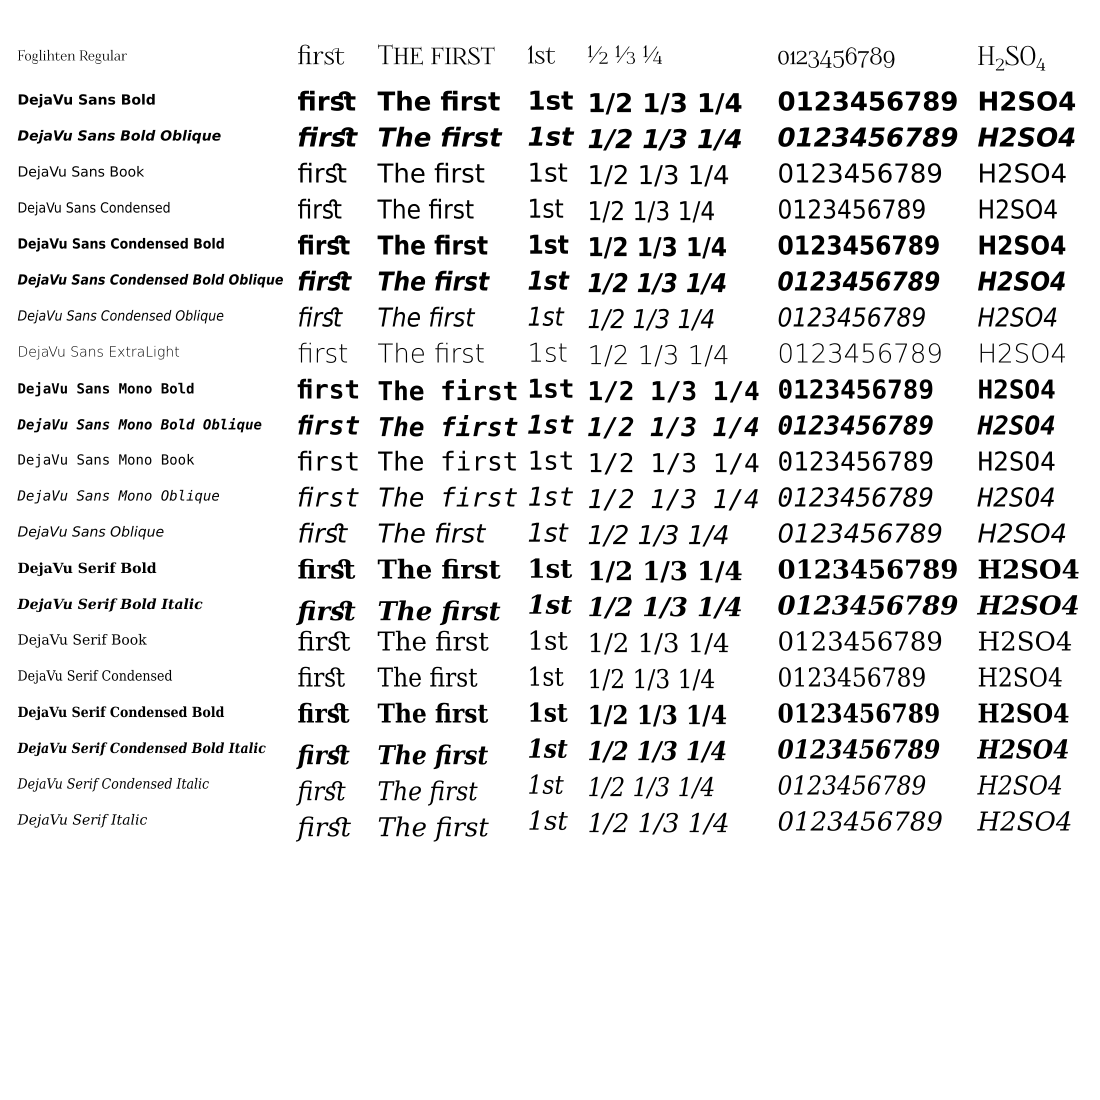 Foglihten Regular first THE FIRST 1st ½ ⅓ ¼ 0123456789 H₂SO₄
DejaVu Sans Bold first The first 1st 1/2 1/3 1/4 0123456789 H2SO4
DejaVu Sans Bold Oblique first The first 1st 1/2 1/3 1/4 0123456789 H2SO4
DejaVu Sans Book first The first 1st 1/2 1/3 1/4 0123456789 H2SO4
DejaVu Sans Condensed first The first 1st 1/2 1/3 1/4 0123456789 H2SO4
DejaVu Sans Condensed Bold first The first 1st 1/2 1/3 1/4 0123456789 H2SO4
DejaVu Sans Condensed Bold Oblique first The first 1st 1/2 1/3 1/4 0123456789 H2SO4
DejaVu Sans Condensed Oblique first The first 1st 1/2 1/3 1/4 0123456789 H2SO4
DejaVu Sans ExtraLight first The first 1st 1/2 1/3 1/4 0123456789 H2SO4
DejaVu Sans Mono Bold first The first 1st 1/2 1/3 1/4 0123456789 H2SO4
DejaVu Sans Mono Bold Oblique first The first 1st 1/2 1/3 1/4 0123456789 H2SO4
DejaVu Sans Mono Book first The first 1st 1/2 1/3 1/4 0123456789 H2SO4
DejaVu Sans Mono Oblique first The first 1st 1/2 1/3 1/4 0123456789 H2SO4
DejaVu Sans Oblique first The first 1st 1/2 1/3 1/4 0123456789 H2SO4
DejaVu Serif Bold first The first 1st 1/2 1/3 1/4 0123456789 H2SO4
DejaVu Serif Bold Italic first The first 1st 1/2 1/3 1/4 0123456789 H2SO4
DejaVu Serif Book first The first 1st 1/2 1/3 1/4 0123456789 H2SO4
DejaVu Serif Condensed first The first 1st 1/2 1/3 1/4 0123456789 H2SO4
DejaVu Serif Condensed Bold first The first 1st 1/2 1/3 1/4 0123456789 H2SO4
DejaVu Serif Condensed Bold Italic first The first 1st 1/2 1/3 1/4 0123456789 H2SO4
DejaVu Serif Condensed Italic first The first 1st 1/2 1/3 1/4 0123456789 H2SO4
DejaVu Serif Italic first The first 1st 1/2 1/3 1/4 0123456789 H2SO4